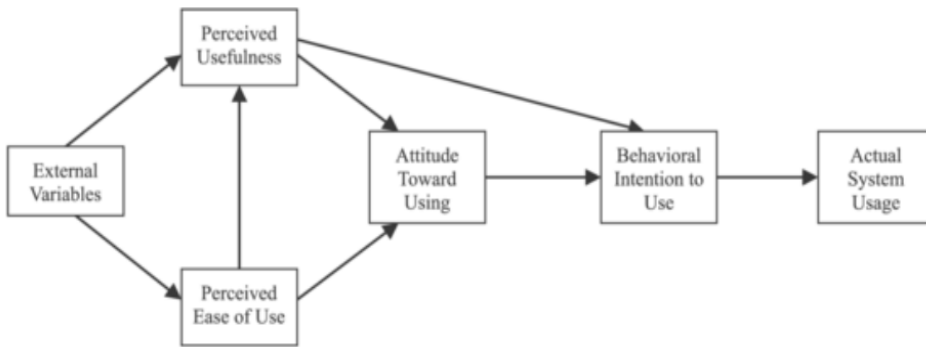 Perceived
Usefulness
External
Variables
Attitude
Toward
Using
Behavioral
Intention to
Use
Actual
System
Usage
Perceived
Ease of Use